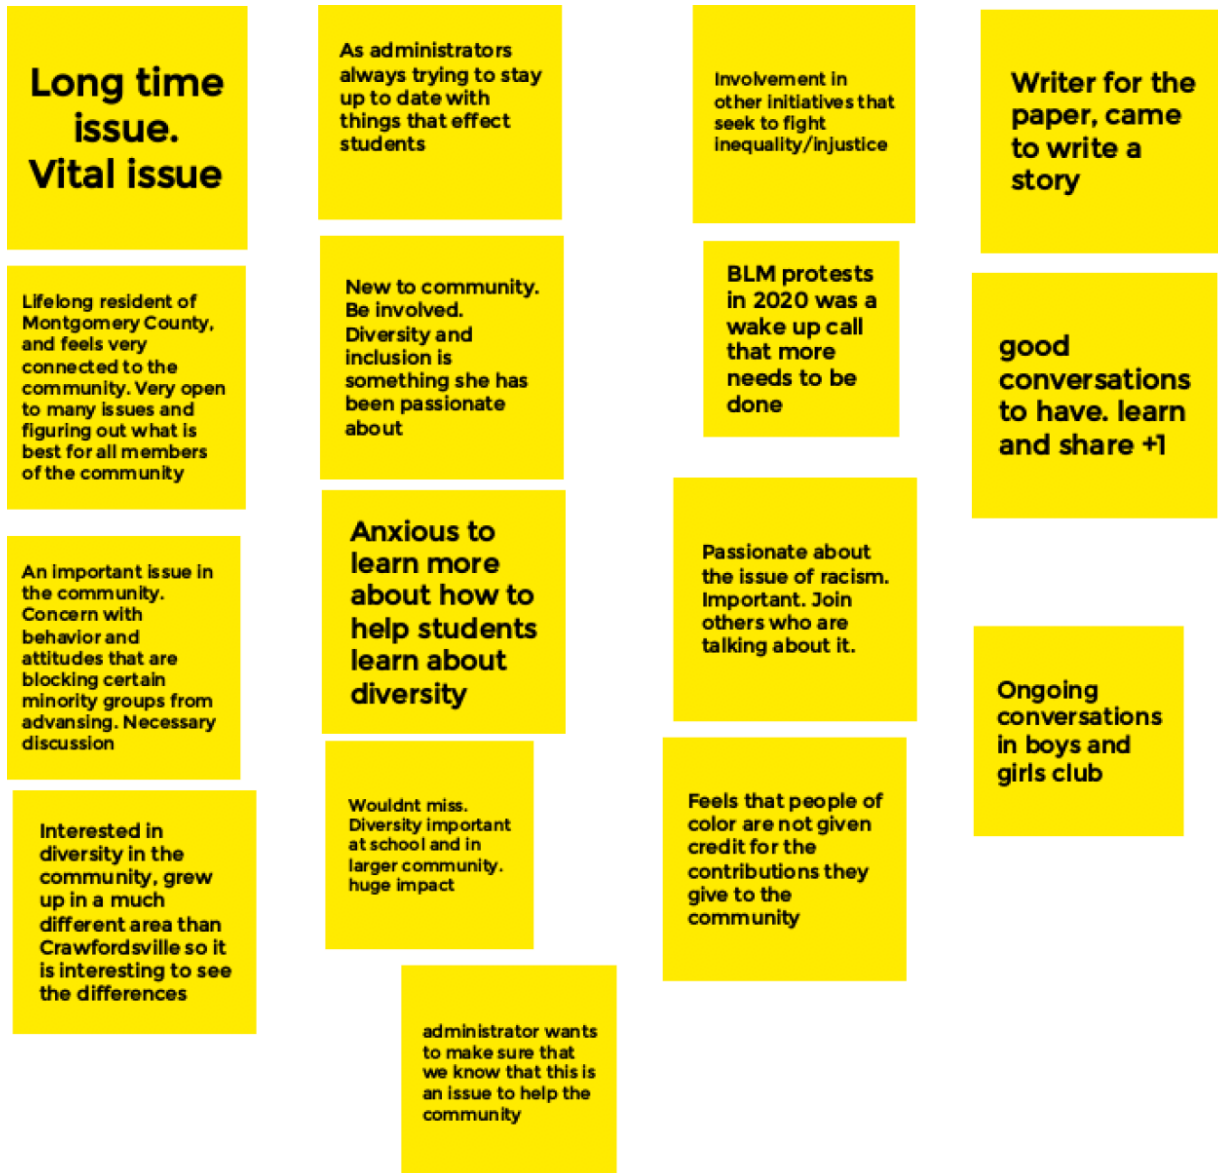 Long time
issue.
Vital issue
Lifelong resident of
Montgomery County,
and feels very
connected to the
community. Very open
to many issues and
figuring out what is
best for all members
of the community
An important issue in
the community.
Concern with
behavior and
attitudes that are
blocking certain
minority groups from
advansing. Necessary
discussion
Interested in
diversity in the
community, grew
up in a much
different area than
Crawfordsville so it
is interesting to see
the differences
As administrators
always trying to stay
up to date with
things that effect
students
New to community.
Be involved.
Diversity and
inclusion is
something she has
been passionate
about
Anxious to
learn more
about how to
help students
learn about
diversity
Wouldnt miss.
Diversity important
at school and in
larger community.
huge impact
administrator wants
to make sure that
we know that this is
an issue to help the
community
Involvement in
other initiatives that
seek to fight
inequality/injustice
BLM protests
in 2020 was a
wake up call
that more
needs to be
done
Passionate about
the issue of racism.
Important. Join
others who are
talking about it.
Feels that people of
color are not given
credit for the
contributions they
give to the
community
Writer for the
paper, came
to write a
story
good
conversations
to have. learn
and share +1
Ongoing
conversations
in boys and
girls club